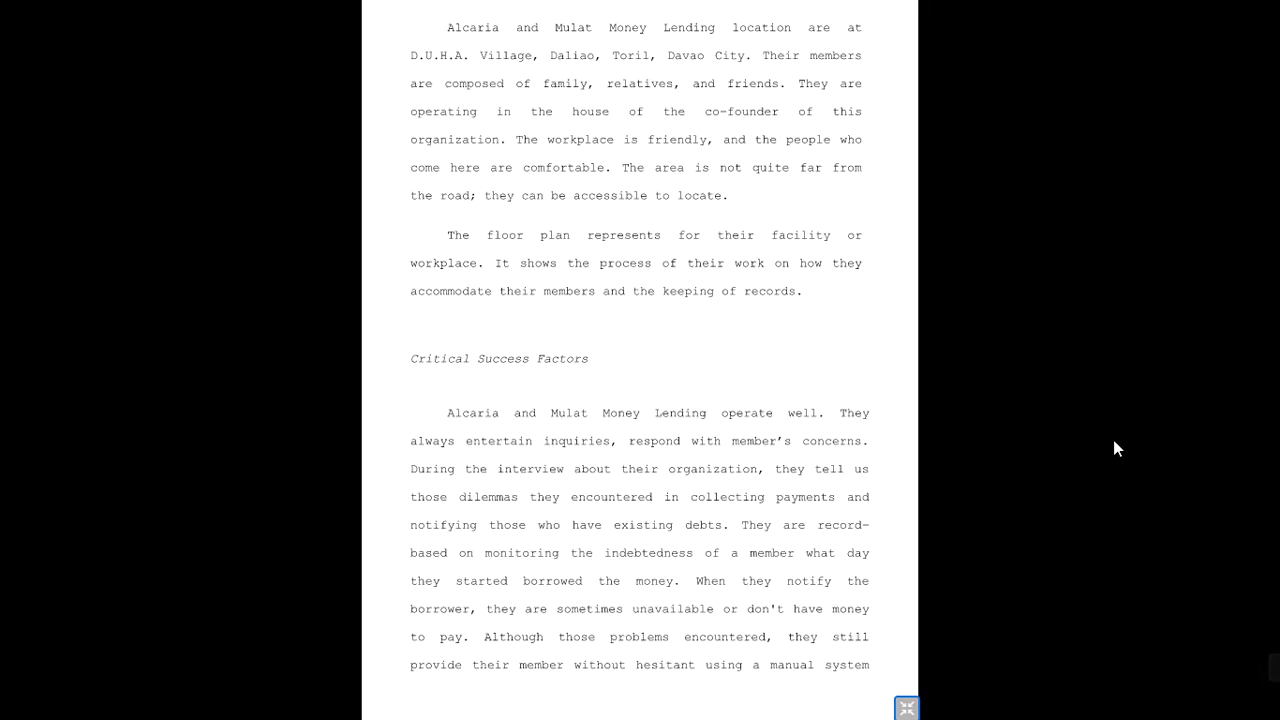 Alcaria and Mulat Money Lending location are at
D.U.H.A. Village, Daliao, Toril, Davao City. Their members
are composed of family, relatives, and friends. They are
operating in the house of the co-founder of this
organization. The workplace is friendly, and the people who
come here are comfortable. The area is not quite far from
the road; they can be accessible to locate.
The floor plan represents for their facility or
workplace. It shows the process of their work on how they
accommodate their members and the keeping of records.
Critical Success Factors
Alcaria and Mulat Money Lending operate well. They
always entertain inquiries, respond with member’s concerns.
During the interview about their organization, they tell us
those dilemmas they encountered in collecting payments and
notifying those who have existing debts. They are record-
based on monitoring the indebtedness of a member what day
they started borrowed the money. When they notify the
borrower, they are sometimes unavailable or don't have money
to pay. Although those problems encountered, they still
provide their member without hesitant using a manual system